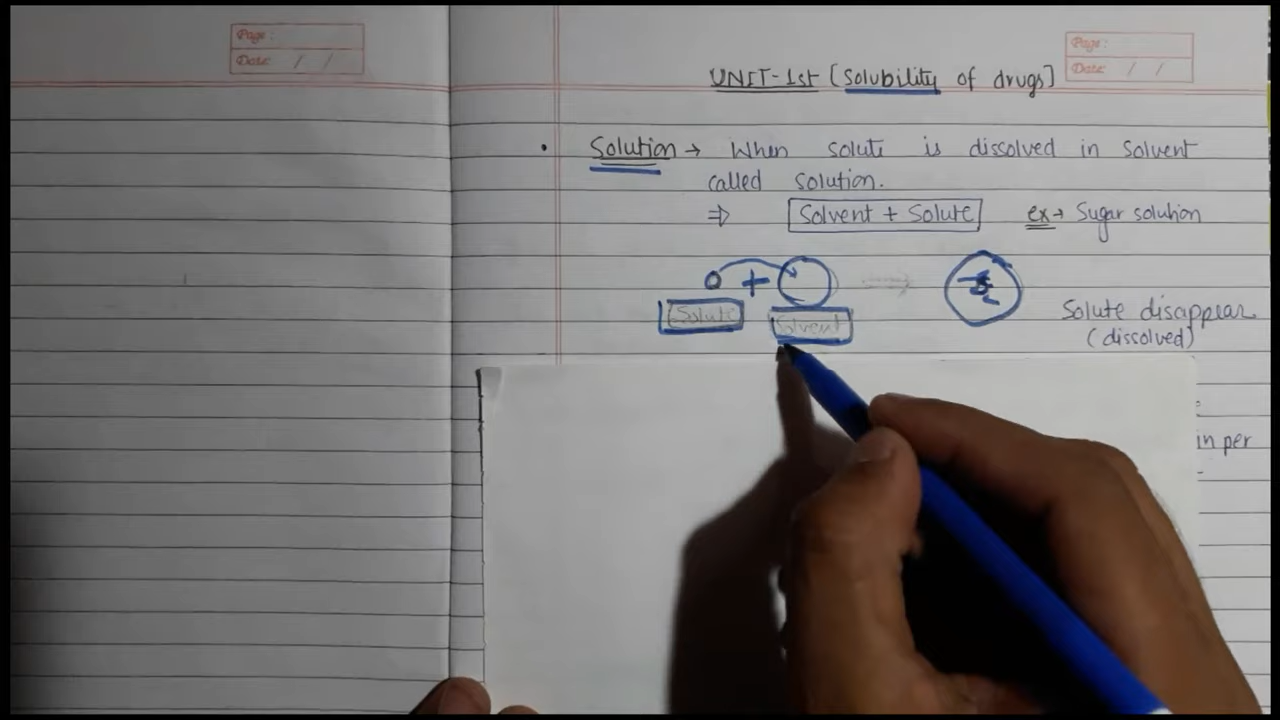 Page:
Date: / /
Page:
Date: / /
UNIT-1st [Solubility of drugs]
• Solution → When solute is dissolved in solvent
called solution.
⇒ Solvent + Solute ex→ Sugar solution
+
Solute Solvent
Solute disappear
(dissolved)
in per